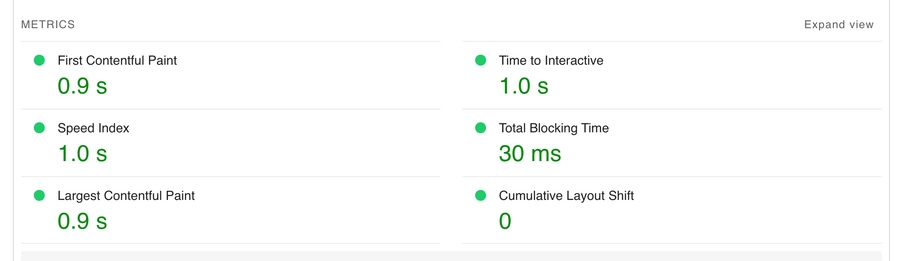 METRICS
Expand view
First Contentful Paint
0.9 s
Time to Interactive
1.0 s
Speed Index
1.0 s
Total Blocking Time
30 ms
Largest Contentful Paint
0.9 s
Cumulative Layout Shift
0